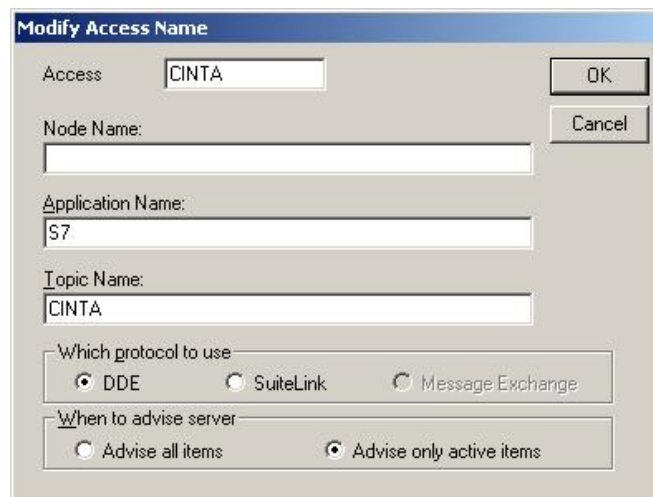 Modify Access Name
Access CINTA OK
Cancel
Node Name:
Application Name:
S7
Topic Name:
CINTA
Which protocol to use
DDE SuiteLink Message Exchange
When to advise server
Advise all items Advise only active items